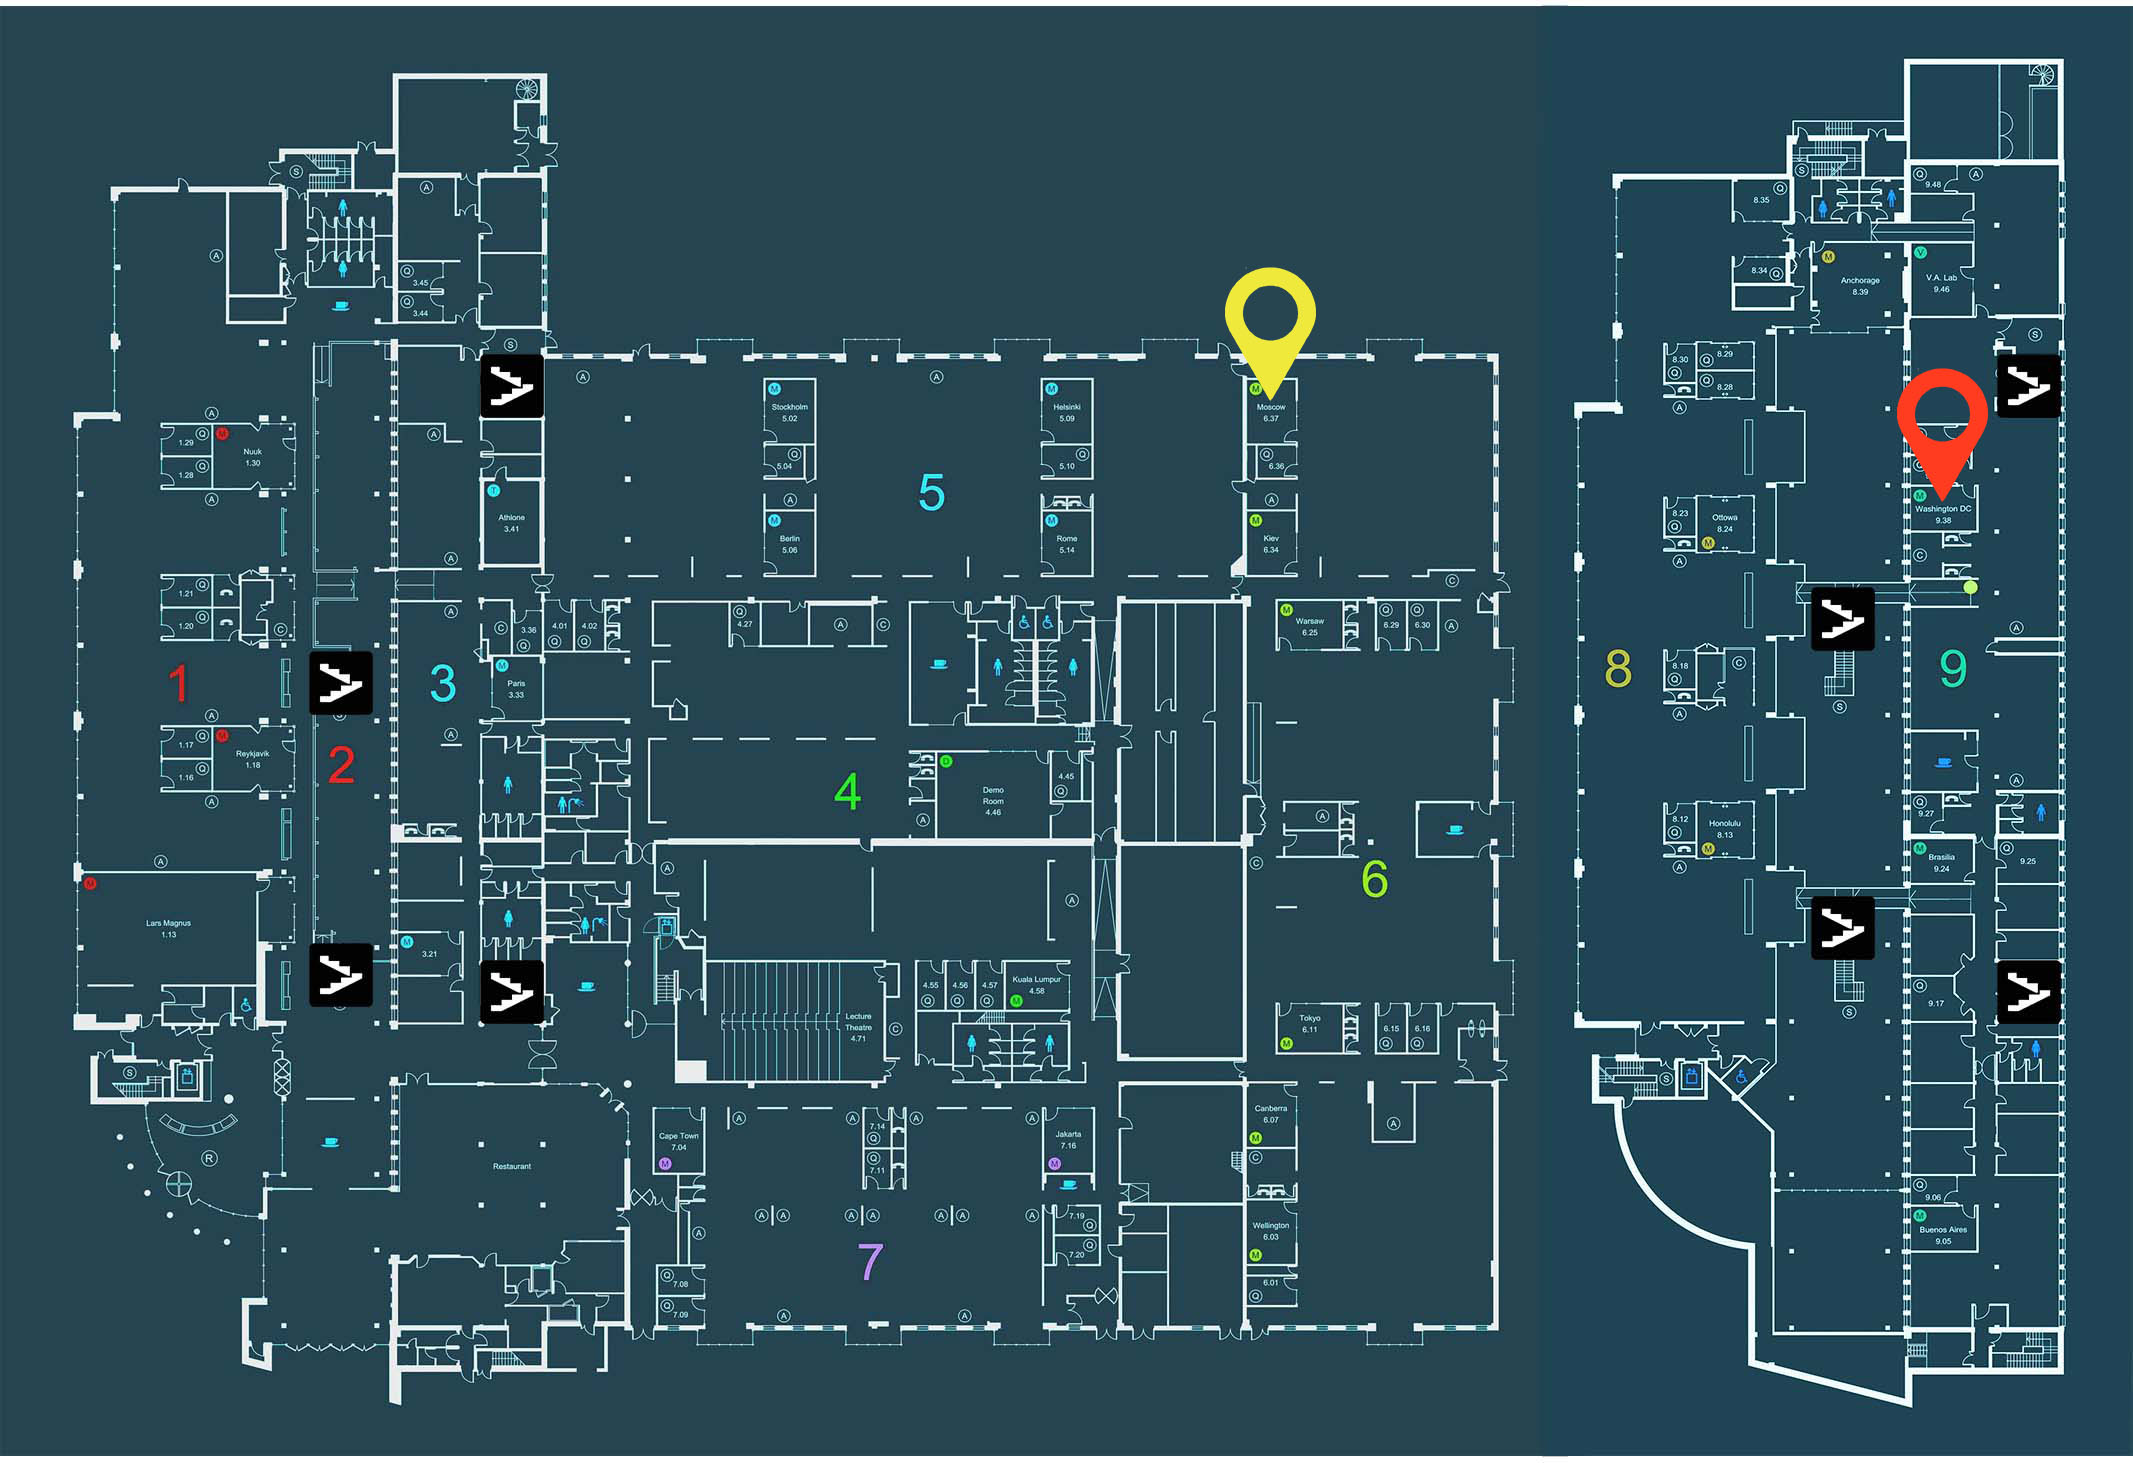 S
A
Q
3.45
Q
3.44
A
S
A
A
A
M
Stockholm
5.02
Q
5.04
A
M
Berlin
5.06
M
Helsinki
5.09
Q
5.10
M
Rome
5.14
5
M
Moscow
6.37
Q
6.36
A
M
Kiev
6.34
C
A
1.29
Q
M
Nuuk
1.30
1.28
Q
A
A
T
Athlone
3.41
A
1.21
Q
1.20
Q
C
1
A
1.17
Q
M
Reykjavik
1.18
1.16
Q
A
2
3
A
C
3.36
Q
4.01
Q
4.02
Q
M
Paris
3.33
A
Q
4.27
A
C
4
D
Demo
Room
4.46
4.45
Q
A
M
Warsaw
6.25
Q
6.29
Q
6.30
A
A
C
6
A
M
Lars Magnus
1.13
M
3.21
A
A
Lecture
Theatre
4.71
C
4.55
Q
4.56
Q
4.57
Q
Kuala Lumpur
4.58
M
Tokyo
6.11
M
6.15
Q
6.16
Q
S
R
Restaurant
Cape Town
7.04
M
A
A
7.14
Q
7.11
Q
A
A
Jakarta
7.16
M
A
A
A
A
A
A
A
A
7.19
Q
7.20
Q
7
Q
7.08
Q
7.09
A
A
Canberra
6.07
M
C
Wellington
6.03
M
6.01
Q
A
S
Q
8.35
8.34
Q
M
Anchorage
8.39
Q
9.48
A
V
V.A. Lab
9.46
S
8.30
Q
Q
8.29
Q
8.28
A
8.23
Q
Ottowa
8.24
M
A
M
Washington DC
9.38
C
A
8
8.18
Q
C
A
S
9
A
8.12
Q
Honolulu
8.13
M
A
Q
9.27
M
Brasilia
9.24
Q
9.25
Q
9.17
S
S
Q
9.06
M
Buenos Aires
9.05